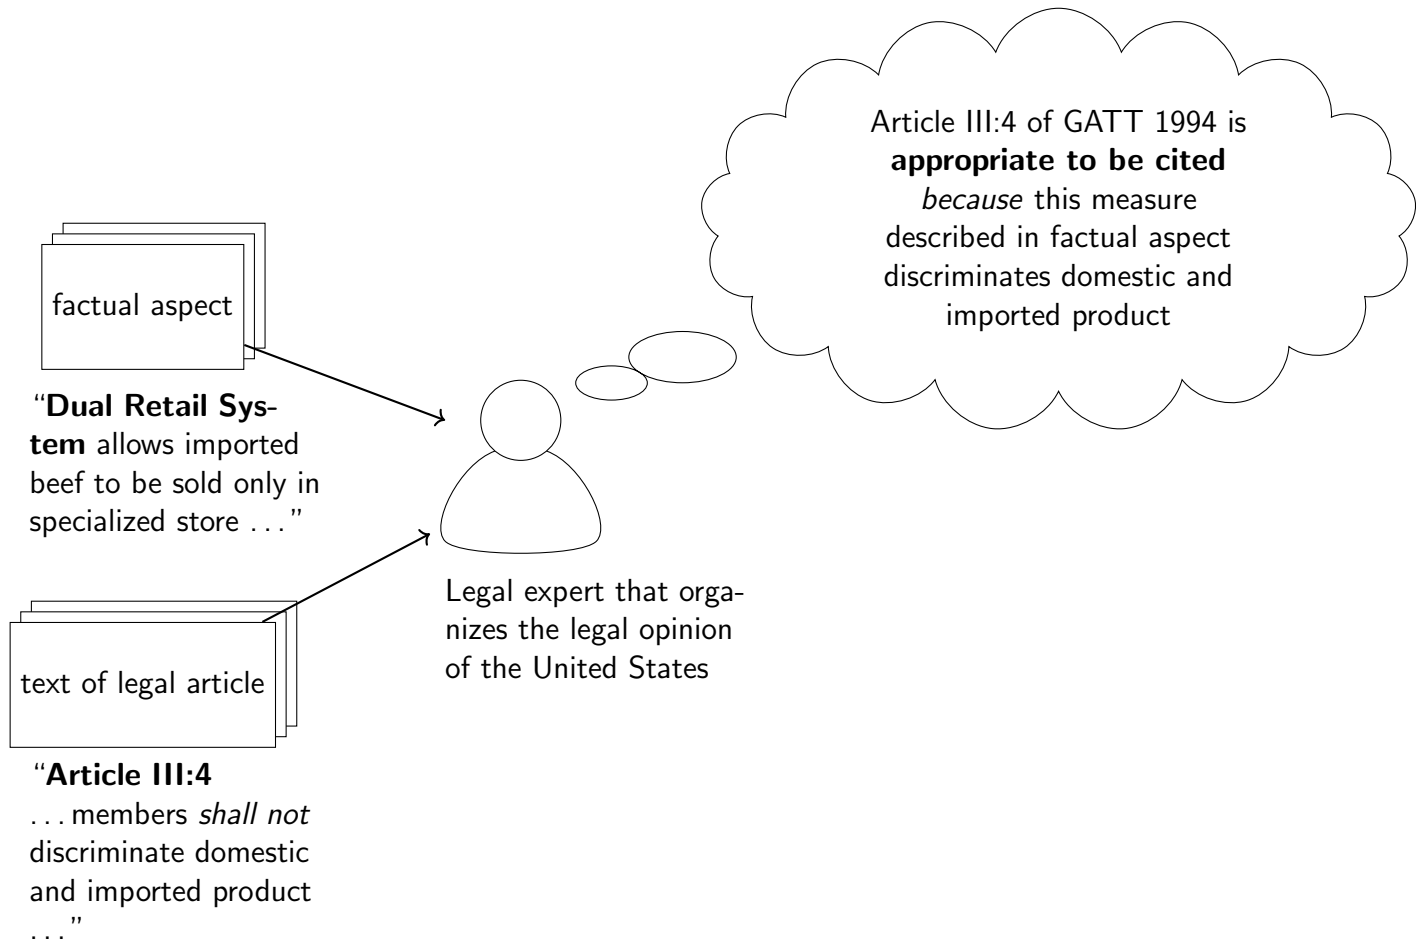 factual aspect
“Dual Retail Sys-
tem allows imported
beef to be sold only in
specialized store . . . ”
text of legal article
“Article III:4
. . . members shall not
discriminate domestic
and imported product
. . . ”
Legal expert that orga-
nizes the legal opinion
of the United States
Article III:4 of GATT 1994 is
appropriate to be cited
because this measure
described in factual aspect
discriminates domestic and
imported product